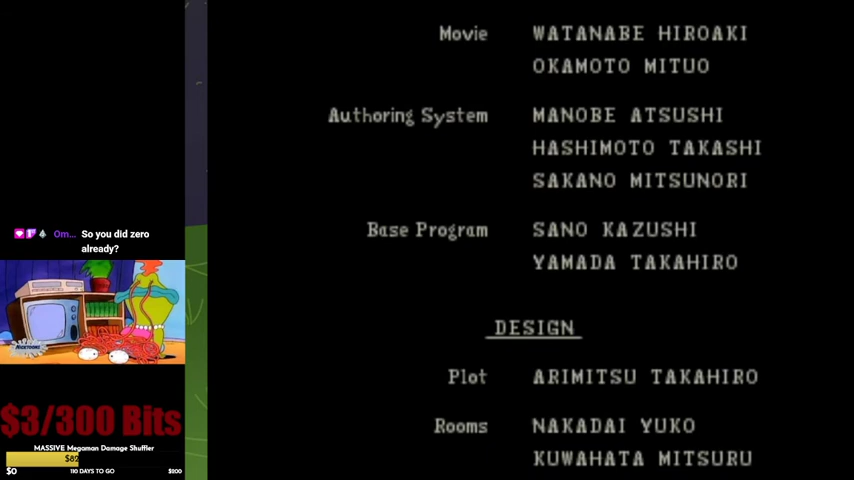 Movie WATANABE HIROAKI
OKAMOTO MITUO
Authoring System MANOBE ATSUSHI
HASHIMOTO TAKASHI
SAKANO MITSUNORI
Base Program SANO KAZUSHI
YAMADA TAKAHIRO
DESIGN
Plot ARIMITSU TAKAHIRO
Rooms NAKADAI YUKO
KUWAHATA MITSURU
Om... So you did zero
already?
$3/300 Bits
MASSIVE Megaman Damage Shuffler
$82
$0 110 DAYS TO GO $200